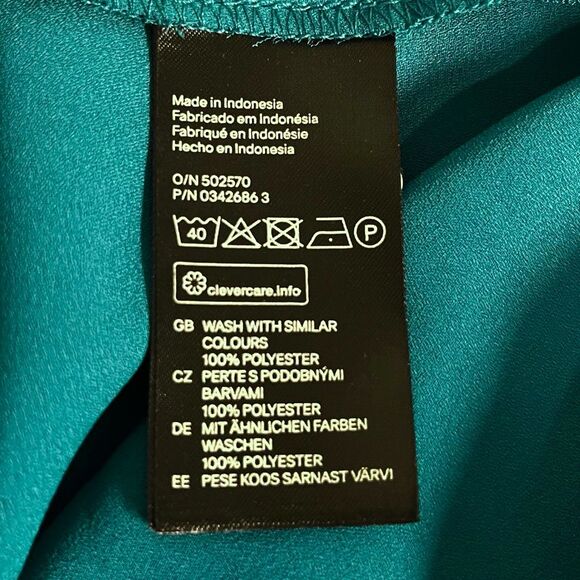 Made in Indonesia
Fabricado em Indonésia
Fabriqué en Indonésie
Hecho en Indonesia
O/N 502570
P/N 0342686 3
40 P
clevercare.info
GB WASH WITH SIMILAR
COLOURS
100% POLYESTER
CZ PERTE S PODOBNÝMI
BARVAMI
100% POLYESTER
DE MIT ÄHNLICHEN FARBEN
WASCHEN
100% POLYESTER
EE PESE KOOS SARNAST VÄRVI